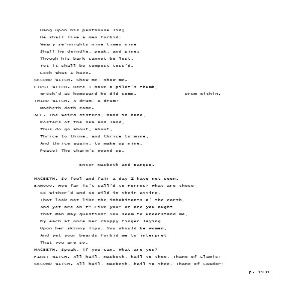 Hang upon his penthouse lid;
He shall live a man forbid.
Weary se'nnights nine times nine
Shall he dwindle, peak, and pine;
Though his bark cannot be lost,
Yet it shall be tempest toss'd.
Look what I have.
SECOND WITCH. Show me, show me.
FIRST WITCH. Here I have a pilot's thumb,
Wreck'd as homeward he did come. Drum within.
THIRD WITCH. A drum, a drum!
Macbeth doth come.
ALL. The weird sisters, hand in hand,
Posters of the sea and land,
Thus do go about, about,
Thrice to thine, and thrice to mine,
And thrice again, to make up nine.
Peace! The charm's wound up.
Enter Macbeth and Banquo.
MACBETH. So foul and fair a day I have not seen.
BANQUO. How far is't call'd to Forres? What are these
So wither'd and so wild in their attire,
That look not like the inhabitants o' the earth
And yet are on't? Live you? or are you aught
That man may question? You seem to understand me,
By each at once her choppy finger laying
Upon her skinny lips. You should be women,
And yet your beards forbid me to interpret
That you are so.
MACBETH. Speak, if you can. What are you?
FIRST WITCH. All hail, Macbeth, hail to thee, Thane of Glamis!
SECOND WITCH. All hail, Macbeth, hail to thee, Thane of Cawdor!